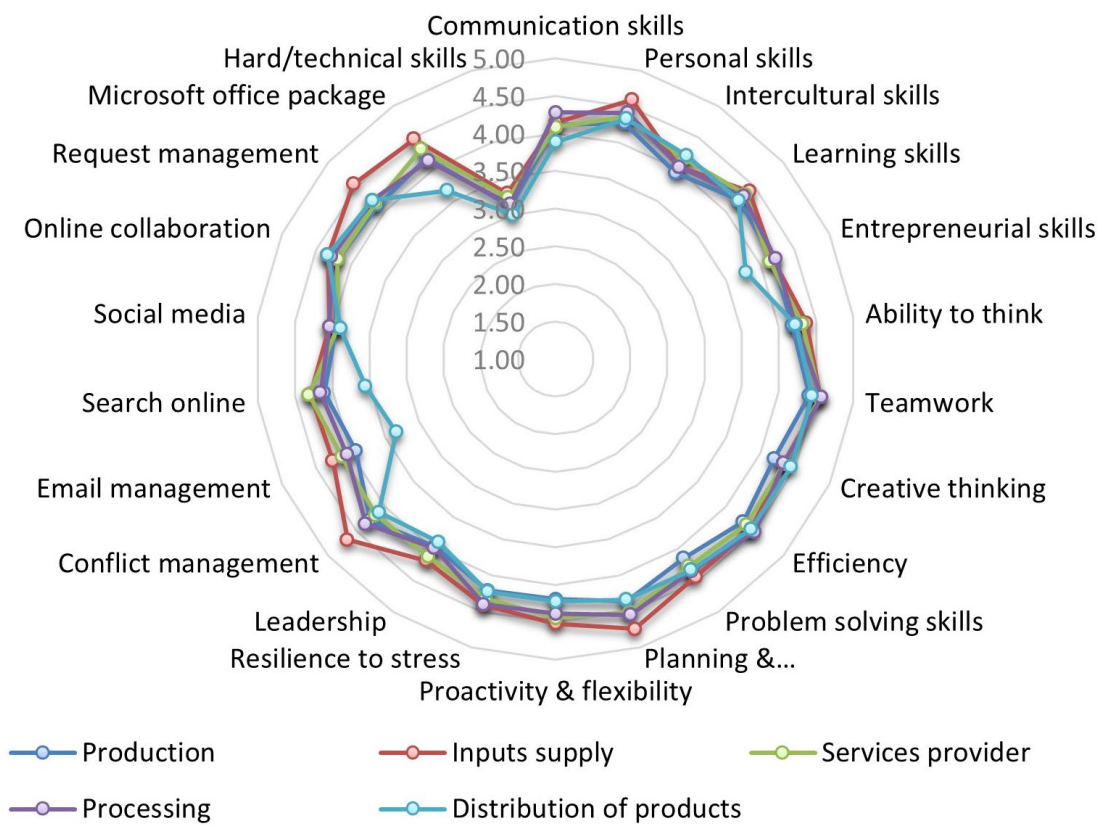 Communication skills
Hard/technical skills
5.00
Personal skills
Microsoft office package
4.50
Intercultural skills
4.00
Request management
3.50
Learning skills
3.00
Online collaboration
2.50
Entrepreneurial skills
2.00
Social media
1.50
Ability to think
1.00
Search online
Teamwork
Email management
Creative thinking
Conflict management
Efficiency
Leadership
Problem solving skills
Resilience to stress
Planning &...
Proactivity & flexibility
Production
Inputs supply
Services provider
Processing
Distribution of products